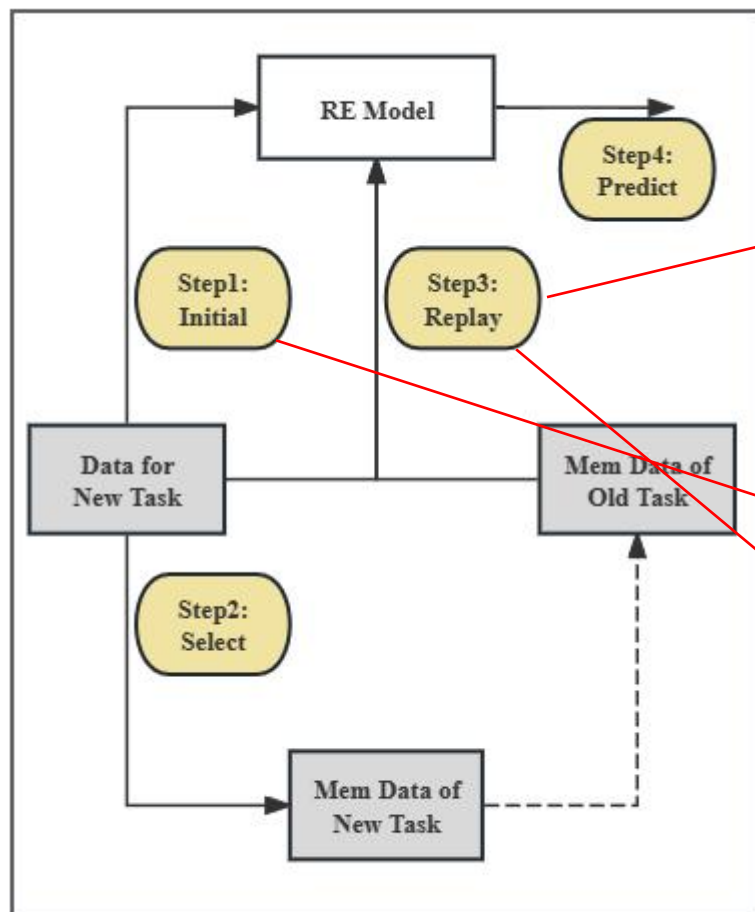 RE Model
Step4:
Predict
Step1:
Initial
Step3:
Replay
Data for
New Task
Mem Data of
Old Task
Step2:
Select
Mem Data of
New Task